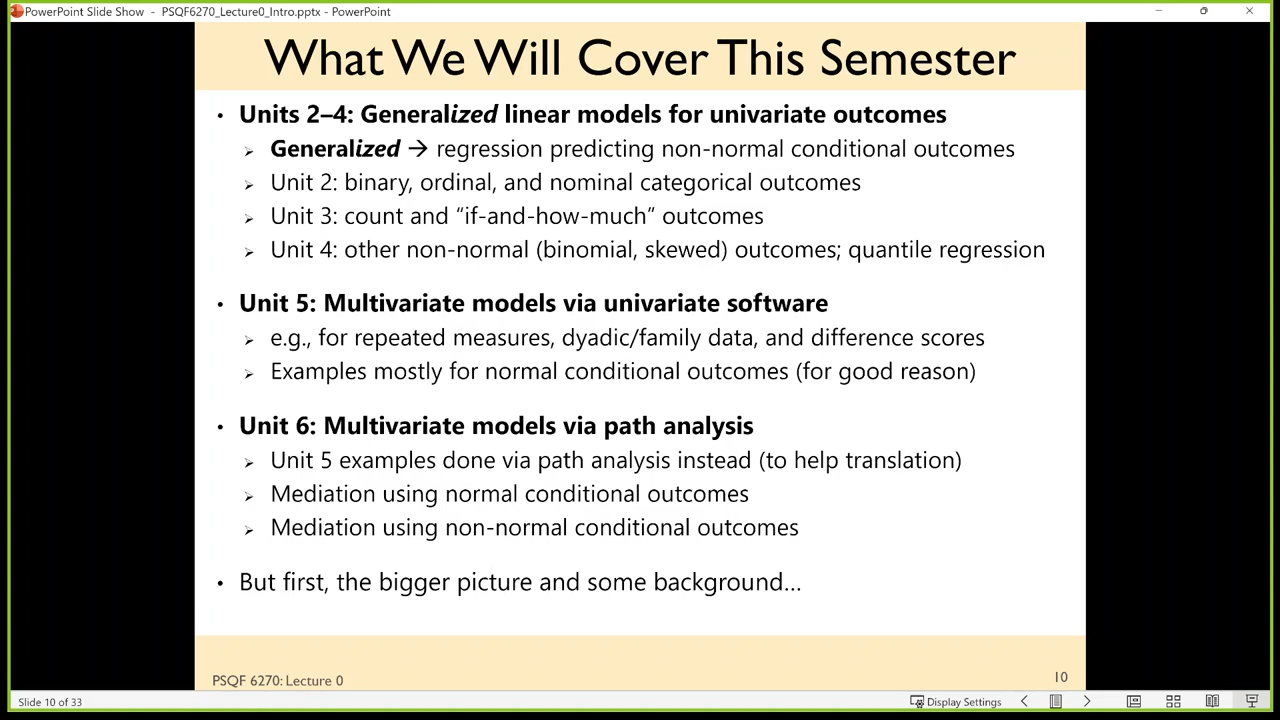 PowerPoint Slide Show - PSQF6270_Lecture0_Intro.pptx - PowerPoint
What We Will Cover This Semester
• Units 2–4: Generalized linear models for univariate outcomes
➢ Generalized → regression predicting non-normal conditional outcomes
➢ Unit 2: binary, ordinal, and nominal categorical outcomes
➢ Unit 3: count and “if-and-how-much” outcomes
➢ Unit 4: other non-normal (binomial, skewed) outcomes; quantile regression
• Unit 5: Multivariate models via univariate software
➢ e.g., for repeated measures, dyadic/family data, and difference scores
➢ Examples mostly for normal conditional outcomes (for good reason)
• Unit 6: Multivariate models via path analysis
➢ Unit 5 examples done via path analysis instead (to help translation)
➢ Mediation using normal conditional outcomes
➢ Mediation using non-normal conditional outcomes
• But first, the bigger picture and some background…
PSQF 6270: Lecture 0
10
Slide 10 of 33
Display Settings